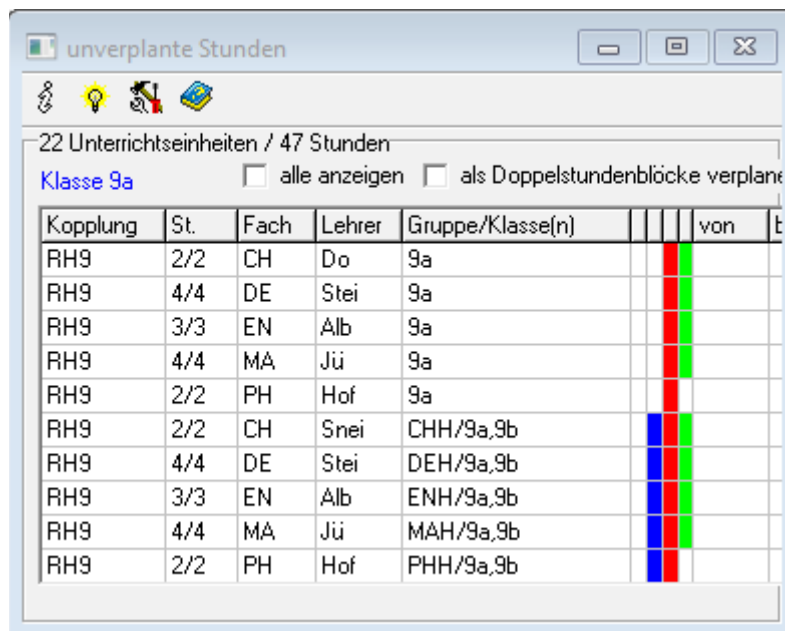 unverplante Stunden
22 Unterrichtseinheiten / 47 Stunden
Klasse 9a alle anzeigen als Doppelstundenblöcke verplane
Kopplung St. Fach Lehrer Gruppe/Klasse(n) von b
RH9 2/2 CH Do 9a
RH9 4/4 DE Stei 9a
RH9 3/3 EN Alb 9a
RH9 4/4 MA Jü 9a
RH9 2/2 PH Hof 9a
RH9 2/2 CH Snei CHH/9a,9b
RH9 4/4 DE Stei DEH/9a,9b
RH9 3/3 EN Alb ENH/9a,9b
RH9 4/4 MA Jü MAH/9a,9b
RH9 2/2 PH Hof PHH/9a,9b